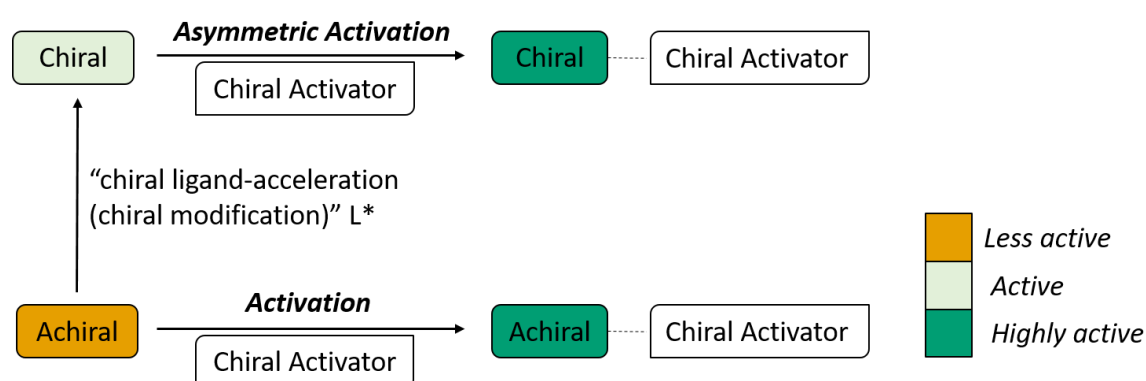 Asymmetric Activation
Chiral
Chiral
Chiral Activator
Chiral Activator
“chiral ligand-acceleration
(chiral modification)” L*
Less active
Active
Activation
Highly active
Achiral
Achiral
Chiral Activator
Chiral Activator